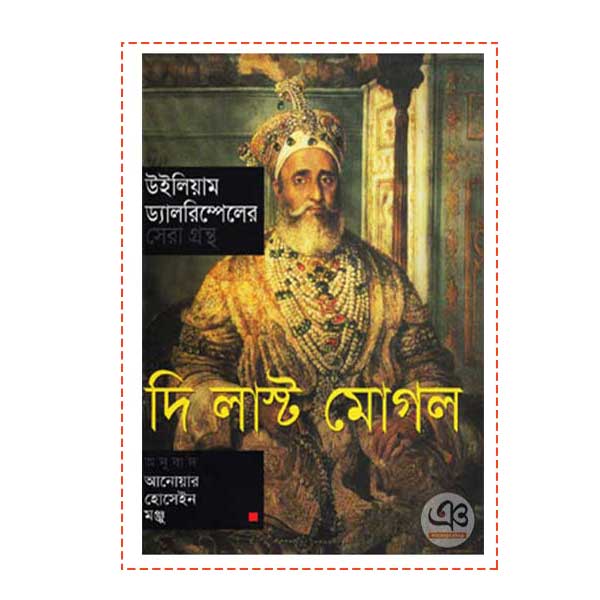 উইলিয়াম
ড্যালরিম্পেলের
সেরা গ্রন্থ
দি লাস্ট মোগল
অনুবাদ
আনোয়ার
হোসেইন
মঞ্জু